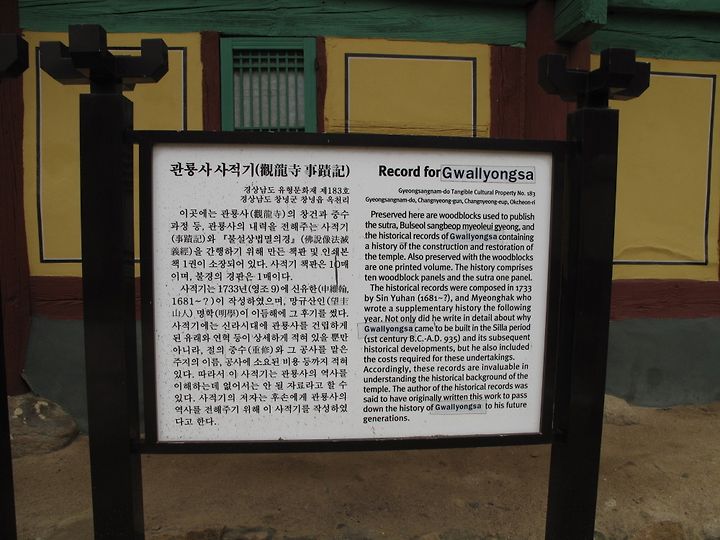 관룡사 사적기(觀龍寺 事蹟記)
경상남도 유형문화재 제183호
경상남도 창녕군 창녕읍 옥천리
이곳에는 관룡사(觀龍寺)의 창건과 중수
과정 등, 관룡사의 내력을 전해주는 사적기
(事蹟記)와 『불설상법멸의경』(佛說像法滅
義經)을 간행하기 위해 만든 책판 및 인쇄본
책 1권이 소장되어 있다. 사적기 책판은 10매
이며, 불경의 경판은 1매이다.
사적기는 1733년(영조 9)에 신유한(申維翰,
1681~?)이 작성하였으며, 망규산인(望圭
山人) 명학(明學)이 이듬해에 그 후기를 썼다.
사적기에는 신라시대에 관룡사를 건립하게
된 유래와 연혁 등이 상세하게 적혀 있을 뿐만
아니라, 절의 중수(重修)와 그 공사를 맡은
주지의 이름, 공사에 소요된 비용 등까지 적혀
있다. 따라서 이 사적기는 관룡사의 역사를
이해하는데 없어서는 안 될 자료라고 할 수
있다. 사적기의 저자는 후손에게 관룡사의
역사를 전해주기 위해 이 사적기를 작성하였
다고 한다.
Record for Gwallyongsa
Gyeongsangnam-do Tangible Cultural Property No. 183
Gyeongsangnam-do, Changnyeong-gun, Changnyeong-eup, Okcheon-ri
Preserved here are woodblocks used to publish
the sutra, Bulseol sangbeop myeoleui gyeong, and
the historical records of Gwallyongsa containing
a history of the construction and restoration of
the temple. Also preserved with the woodblocks
are one printed volume. The history comprises
ten woodblock panels and the sutra one panel.
The historical records were composed in 1733
by Sin Yuhan (1681~?), and Myeonghak who
wrote a supplementary history the following
year. Not only did he write in detail about why
Gwallyongsa came to be built in the Silla period
(1st century B.C.-A.D. 935) and its subsequent
historical developments, but he also included
the costs required for these undertakings.
Accordingly, these records are invaluable in
understanding the historical background of the
temple. The author of the historical records was
said to have originally written this work to pass
down the history of Gwallyongsa to his future
generations.